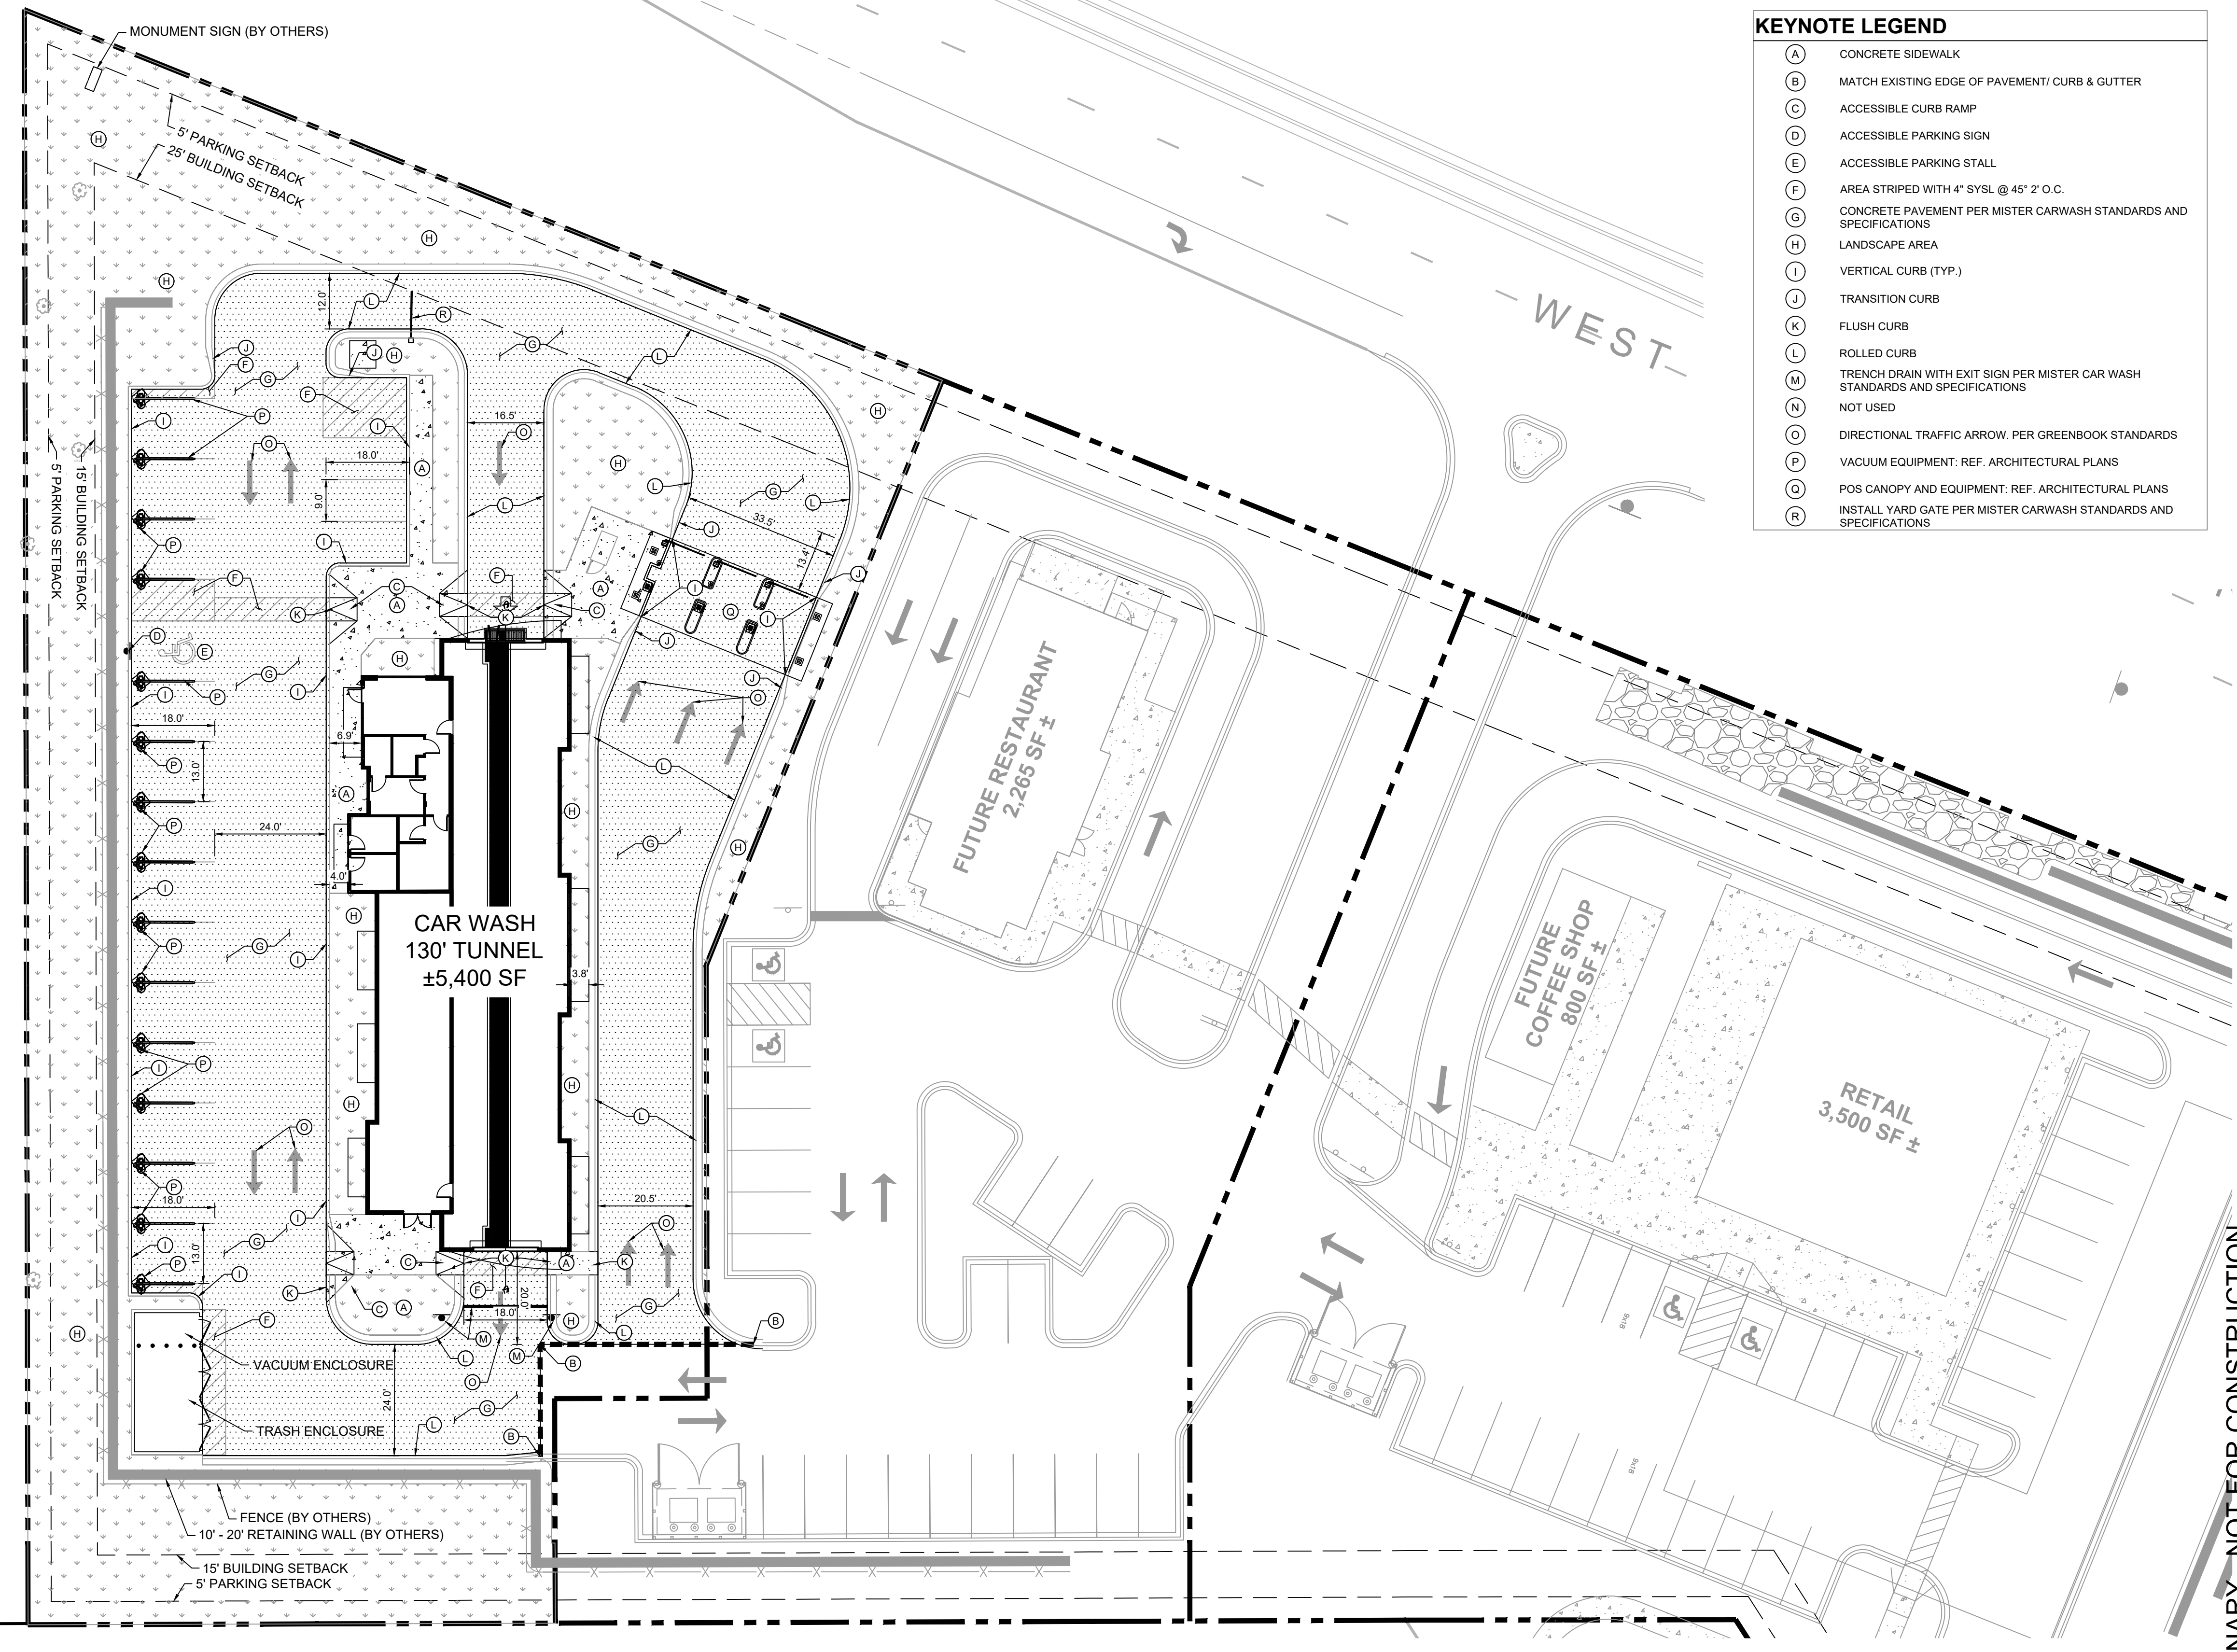 MONUMENT SIGN (BY OTHERS)
5' PARKING SETBACK
25' BUILDING SETBACK
KEYNOTE LEGEND
A CONCRETE SIDEWALK
B MATCH EXISTING EDGE OF PAVEMENT/ CURB & GUTTER
C ACCESSIBLE CURB RAMP
D ACCESSIBLE PARKING SIGN
E ACCESSIBLE PARKING STALL
F AREA STRIPED WITH 4" SYSL @ 45° 2' O.C.
G CONCRETE PAVEMENT PER MISTER CARWASH STANDARDS AND
SPECIFICATIONS
H LANDSCAPE AREA
I VERTICAL CURB (TYP.)
J TRANSITION CURB
K FLUSH CURB
L ROLLED CURB
M TRENCH DRAIN WITH EXIT SIGN PER MISTER CAR WASH
STANDARDS AND SPECIFICATIONS
N NOT USED
O DIRECTIONAL TRAFFIC ARROW. PER GREENBOOK STANDARDS
P VACUUM EQUIPMENT: REF. ARCHITECTURAL PLANS
Q POS CANOPY AND EQUIPMENT: REF. ARCHITECTURAL PLANS
R INSTALL YARD GATE PER MISTER CARWASH STANDARDS AND
SPECIFICATIONS
WEST
12.0'
16.5'
18.0'
9.0'
33.5'
13.4'
5' PARKING SETBACK
15' BUILDING SETBACK
18.0'
6.9'
13.0'
24.0'
4.0'
CAR WASH
130' TUNNEL
±5,400 SF
3.8'
FUTURE RESTAURANT
2,265 SF ±
FUTURE
COFFEE SHOP
800 SF ±
RETAIL
3,500 SF ±
18.0'
13.0'
20.5'
20.0'
18.0'
24.0'
9x18
9x18
VACUUM ENCLOSURE
TRASH ENCLOSURE
FENCE (BY OTHERS)
10' - 20' RETAINING WALL (BY OTHERS)
15' BUILDING SETBACK
5' PARKING SETBACK
NOT FOR CONSTRUCTION